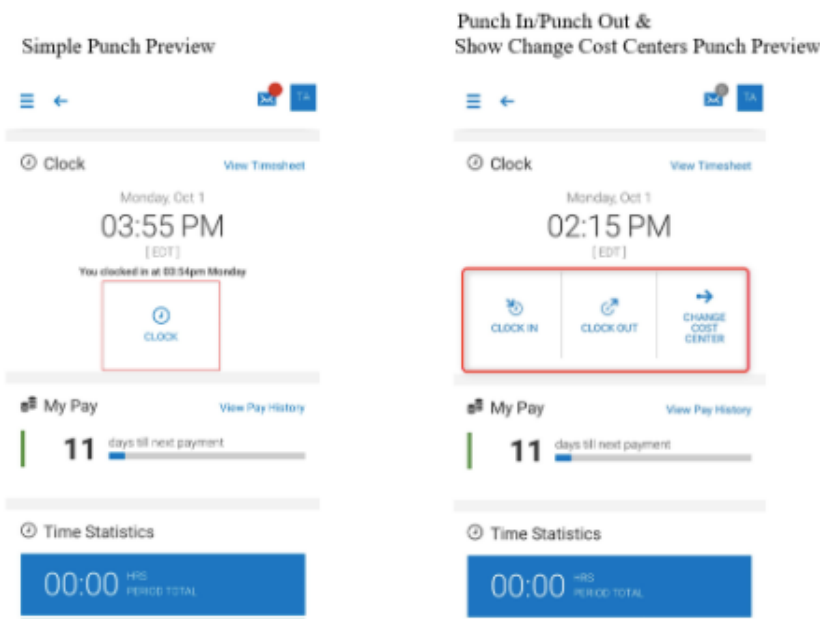 Simple Punch Preview
TA
Clock
View Timesheet
Monday, Oct 1
03:55 PM
[ EDT ]
You clocked in at 03:54pm Monday
CLOCK
My Pay
View Pay History
11 days till next payment
Time Statistics
00:00 HRS
PERIOD TOTAL
Punch In/Punch Out &
Show Change Cost Centers Punch Preview
TA
Clock
View Timesheet
Monday, Oct 1
02:15 PM
[ EDT ]
CLOCK IN
CLOCK OUT
CHANGE
COST
CENTER
My Pay
View Pay History
11 days till next payment
Time Statistics
00:00 HRS
PERIOD TOTAL